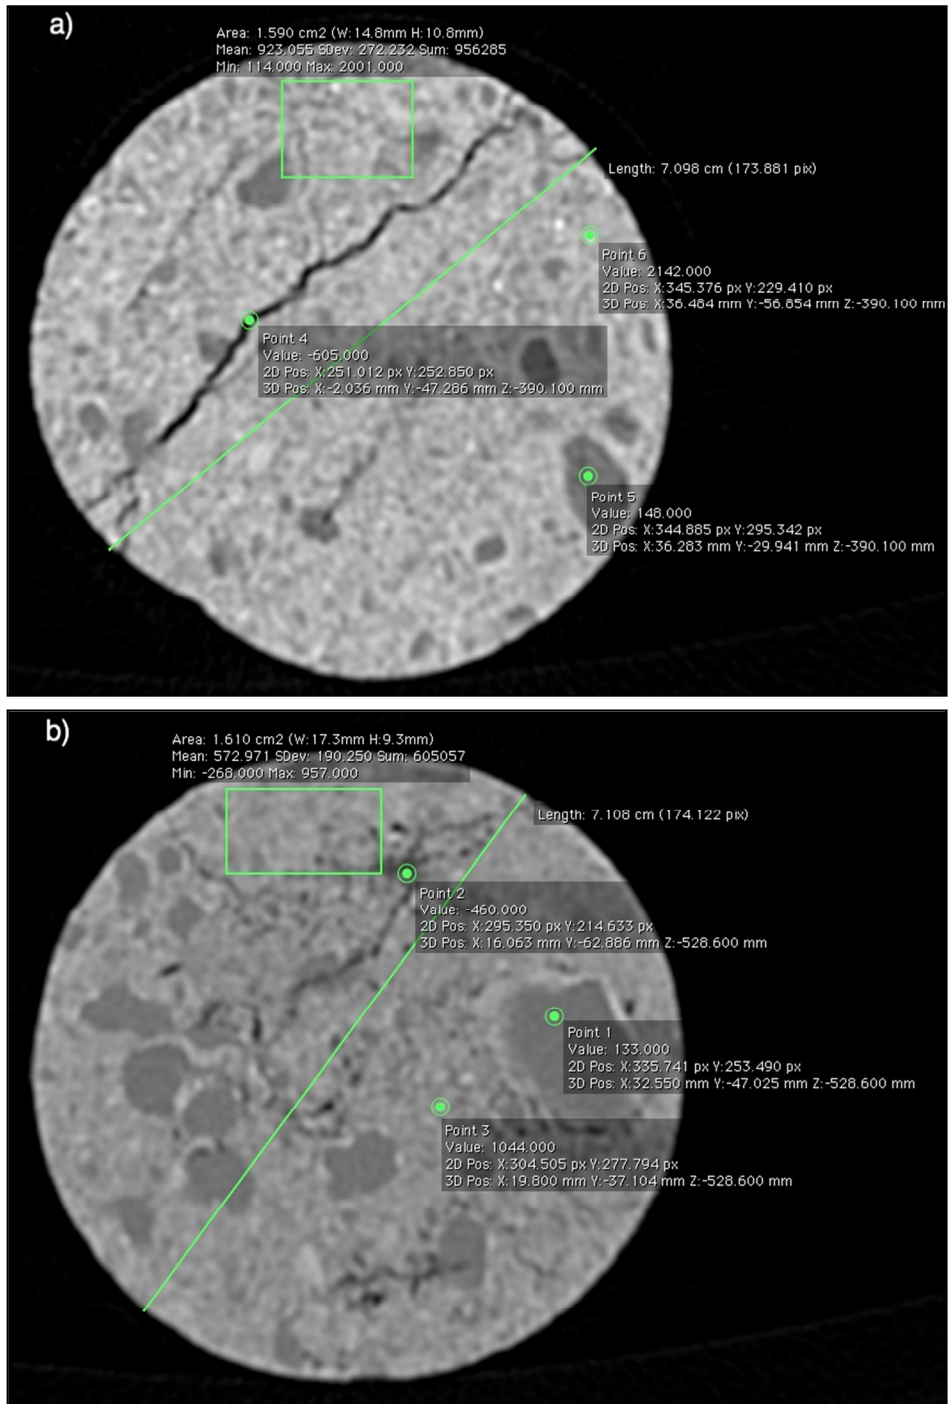 a)
Area: 1.590 cm2 (W:14.8mm H:10.8mm)
Mean: 923.055 SDev: 272.232 Sum: 956285
Min: 114.000 Max: 2001.000
Length: 7.098 cm (173.881 pix)
Point 6
Value: 2142.000
2D Pos: X:345.376 px Y:229.410 px
3D Pos: X:36.484 mm Y:-56.854 mm Z:-390.100 mm
Point 4
Value: -605.000
2D Pos: X:251.012 px Y:252.850 px
3D Pos: X:-2.036 mm Y:-47.286 mm Z:-390.100 mm
Point 5
Value: 148.000
2D Pos: X:344.885 px Y:295.342 px
3D Pos: X:36.283 mm Y:-29.941 mm Z:-390.100 mm
b)
Area: 1.610 cm2 (W:17.3mm H:9.3mm)
Mean: 572.971 SDev: 190.250 Sum: 605057
Min: -268.000 Max: 957.000
Length: 7.108 cm (174.122 pix)
Point 2
Value: -460.000
2D Pos: X:295.350 px Y:214.633 px
3D Pos: X:16.063 mm Y:-62.886 mm Z:-528.600 mm
Point 1
Value: 133.000
2D Pos: X:335.741 px Y:253.490 px
3D Pos: X:32.550 mm Y:-47.025 mm Z:-528.600 mm
Point 3
Value: 1044.000
2D Pos: X:304.505 px Y:277.794 px
3D Pos: X:19.800 mm Y:-37.104 mm Z:-528.600 mm